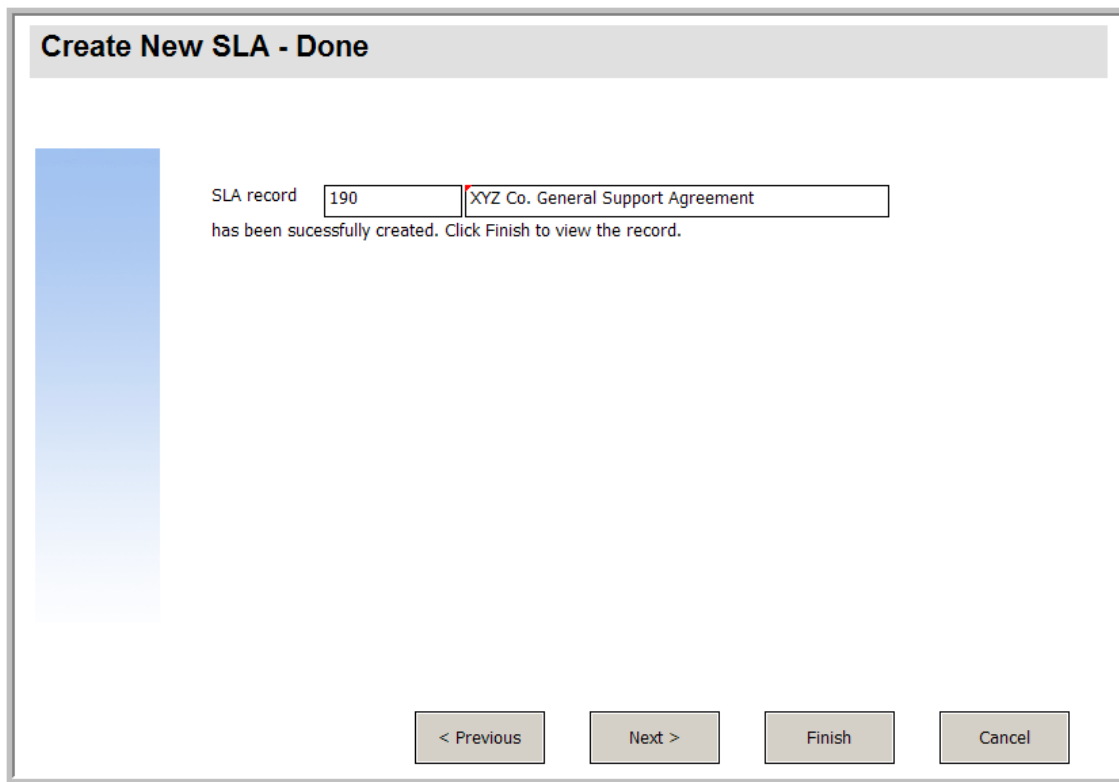 Create New SLA - Done
SLA record 190 XYZ Co. General Support Agreement
has been sucessfully created. Click Finish to view the record.
< Previous Next > Finish Cancel